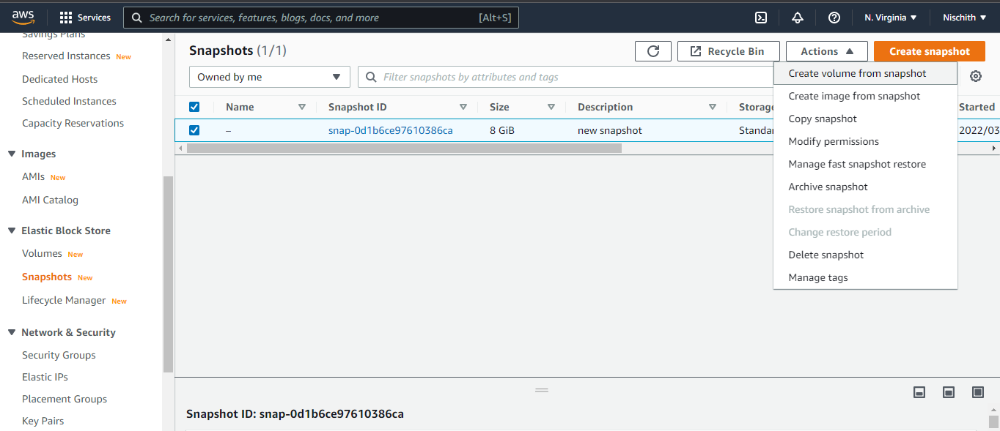 aws
Services
Search for services, features, blogs, docs, and more
[Alt+S]
N. Virginia
Nischith
Savings Plans
Reserved Instances New
Dedicated Hosts
Scheduled Instances
Capacity Reservations
Images
AMIs New
AMI Catalog
Elastic Block Store
Volumes New
Snapshots New
Lifecycle Manager New
Network & Security
Security Groups
Elastic IPs
Placement Groups
Key Pairs
Snapshots (1/1)
Recycle Bin
Actions
Create snapshot
Owned by me
Filter snapshots by attributes and tags
Name Snapshot ID Size Description Storage Started
– snap-0d1b6ce97610386ca 8 GiB new snapshot Standar 2022/03
Create volume from snapshot
Create image from snapshot
Copy snapshot
Modify permissions
Manage fast snapshot restore
Archive snapshot
Restore snapshot from archive
Change restore period
Delete snapshot
Manage tags
Snapshot ID: snap-0d1b6ce97610386ca